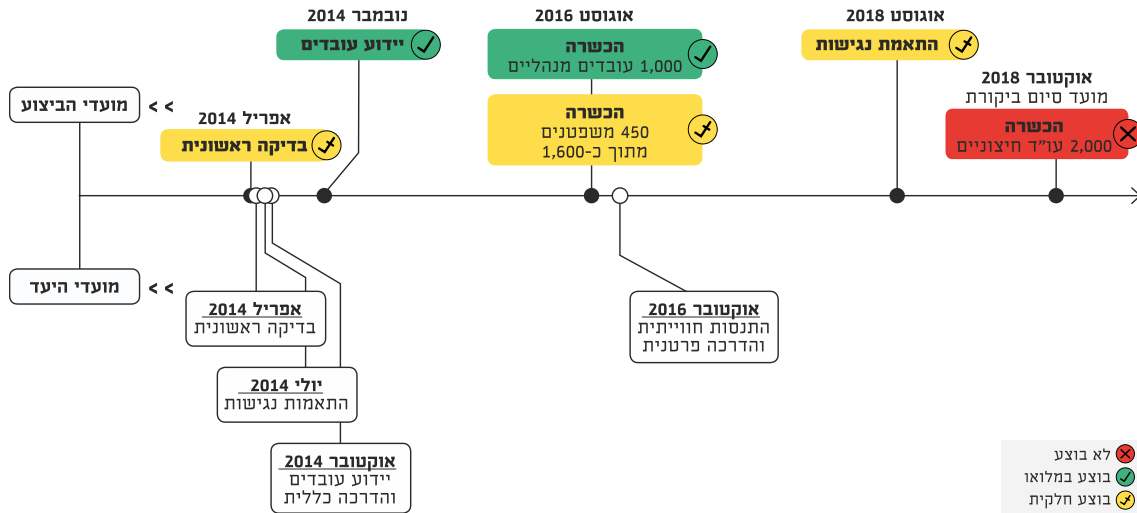 נובמבר 2014
יידוע עובדים
אוגוסט 2016
הכשרה
1,000 עובדים מנהליים
הכשרה
450 משפטנים
מתוך כ-1,600
אוגוסט 2018
התאמת נגישות
אוקטובר 2018
מועד סיום ביקורת
הכשרה
2,000 עו"ד חיצוניים
מועדי הביצוע >>
אפריל 2014
בדיקה ראשונית
מועדי היעד >>
אפריל 2014
בדיקה ראשונית
יולי 2014
התאמות נגישות
אוקטובר 2014
יידוע עובדים
והדרכה כללית
אוקטובר 2016
התנסות חווייתית
והדרכה פרטנית
לא בוצע
בוצע במלואו
בוצע חלקית